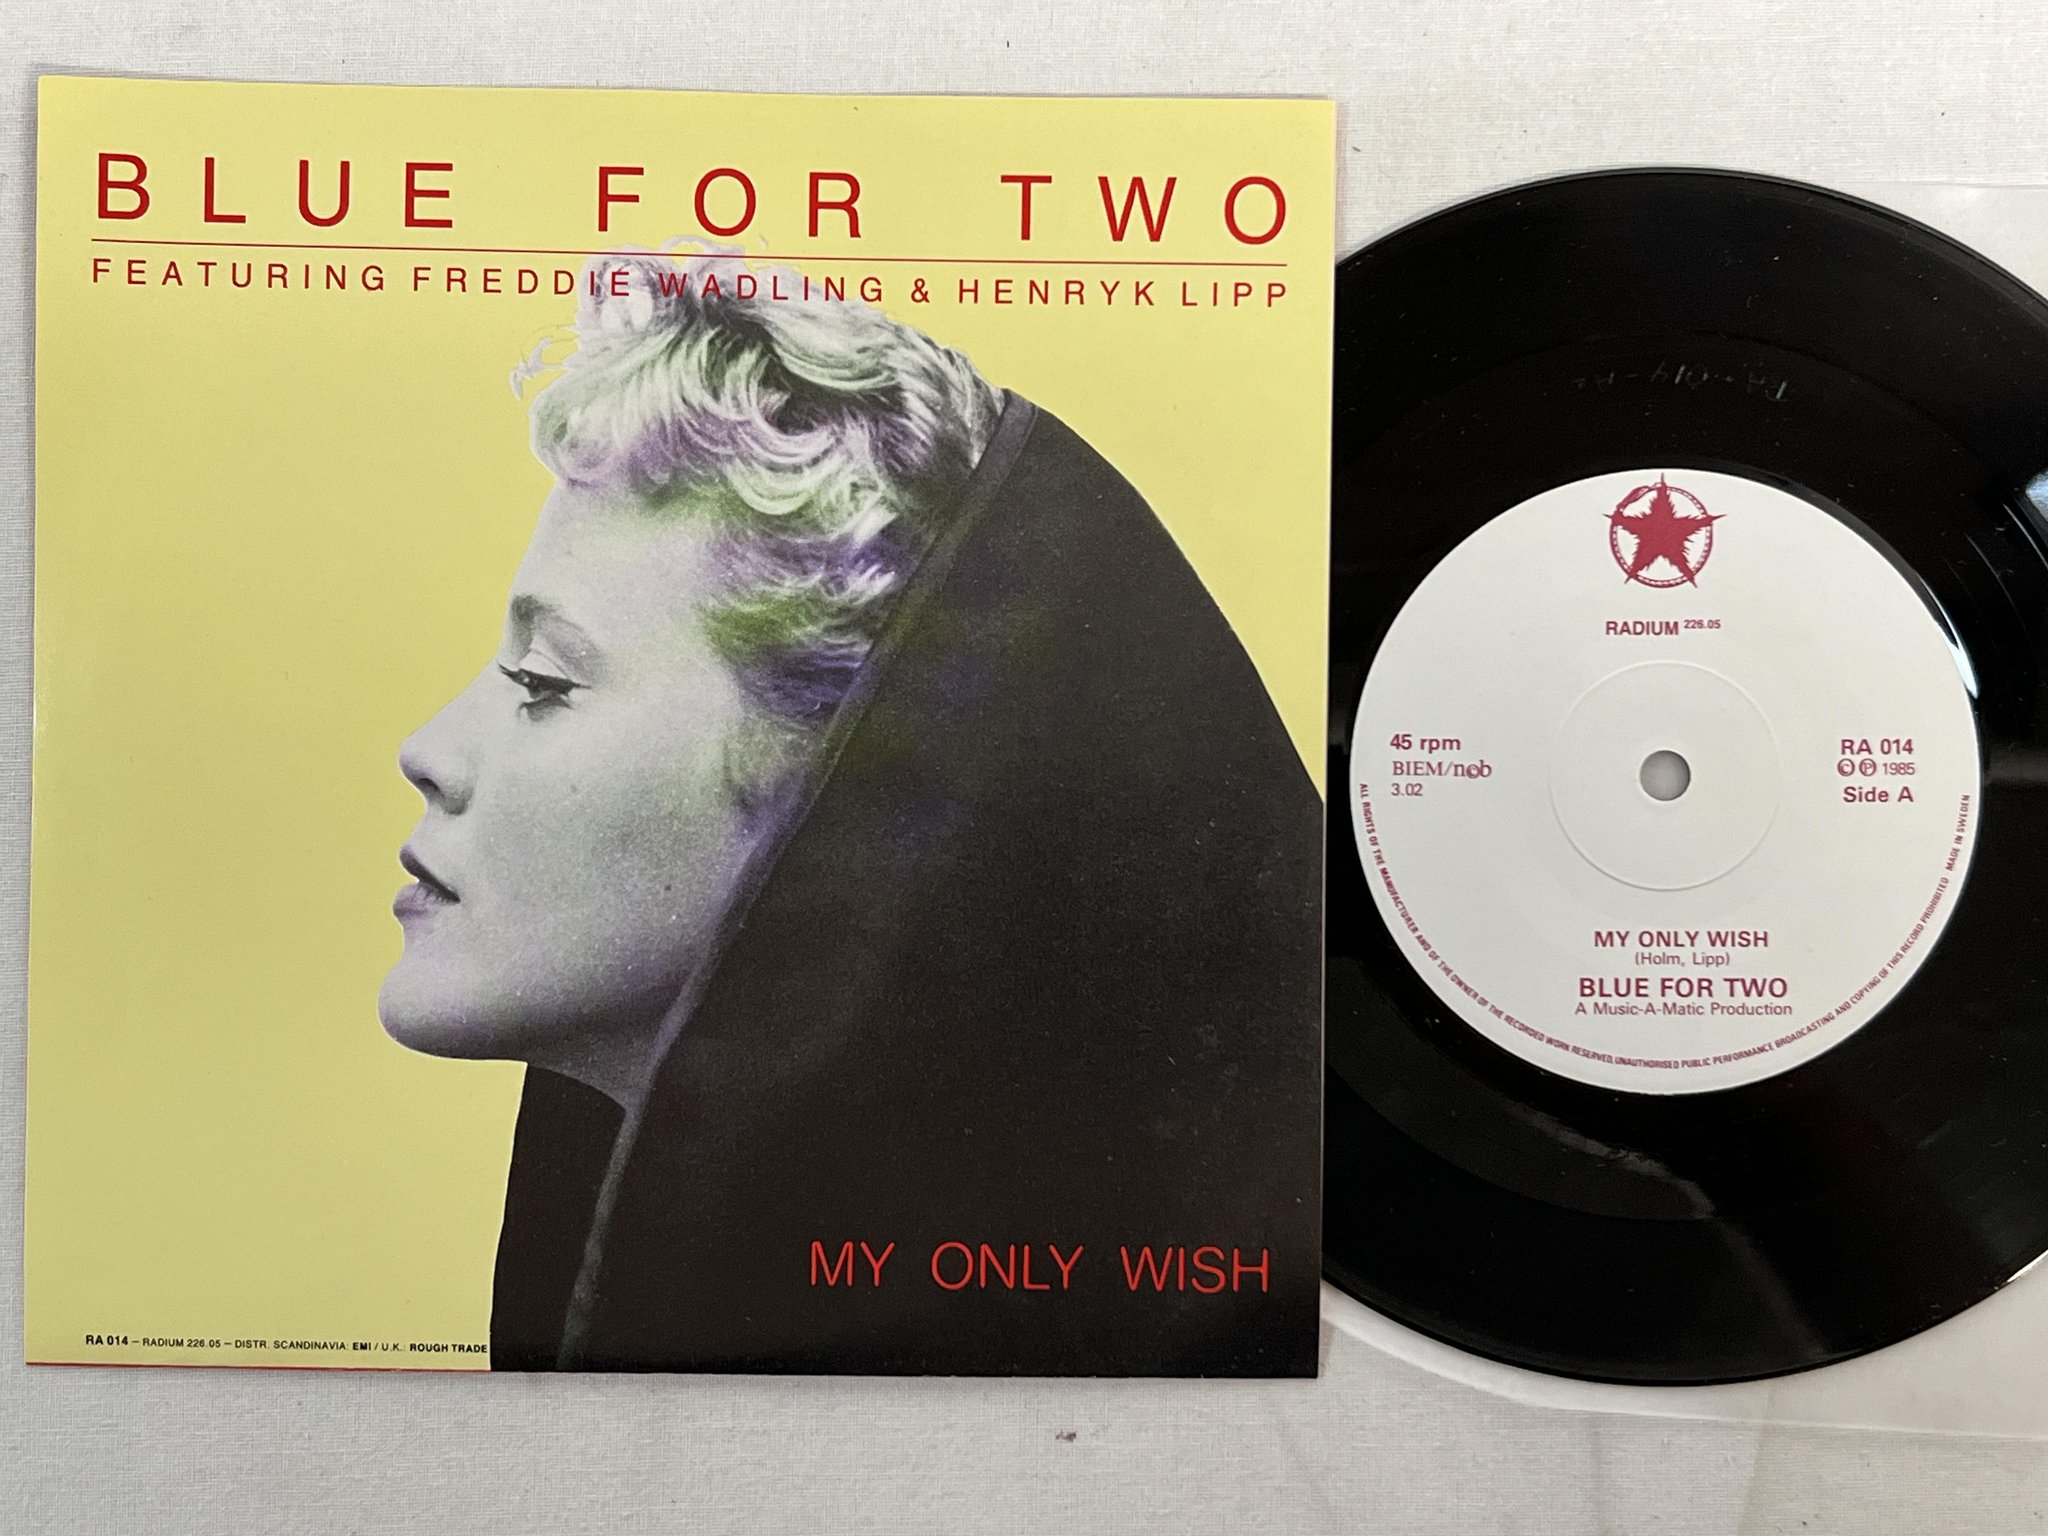 BLUE FOR TWO
FEATURING FREDDIE WADLING & HENRYK LIPP
MY ONLY WISH
RA 014 – RADIUM 226.05 – DISTR. SCANDINAVIA: EMI / U.K.: ROUGH TRADE
RADIUM 226.05
45 rpm
BIEM/n©b
3.02
RA 014
© ℗ 1985
Side A
MY ONLY WISH
(Holm, Lipp)
BLUE FOR TWO
A Music-A-Matic Production
ALL RIGHTS OF THE MANUFACTURER AND OF THE OWNER OF THE RECORDED WORK RESERVED, UNAUTHORISED PUBLIC PERFORMANCE BROADCASTING AND COPYING OF THIS RECORD PROHIBITED · MADE IN SWEDEN